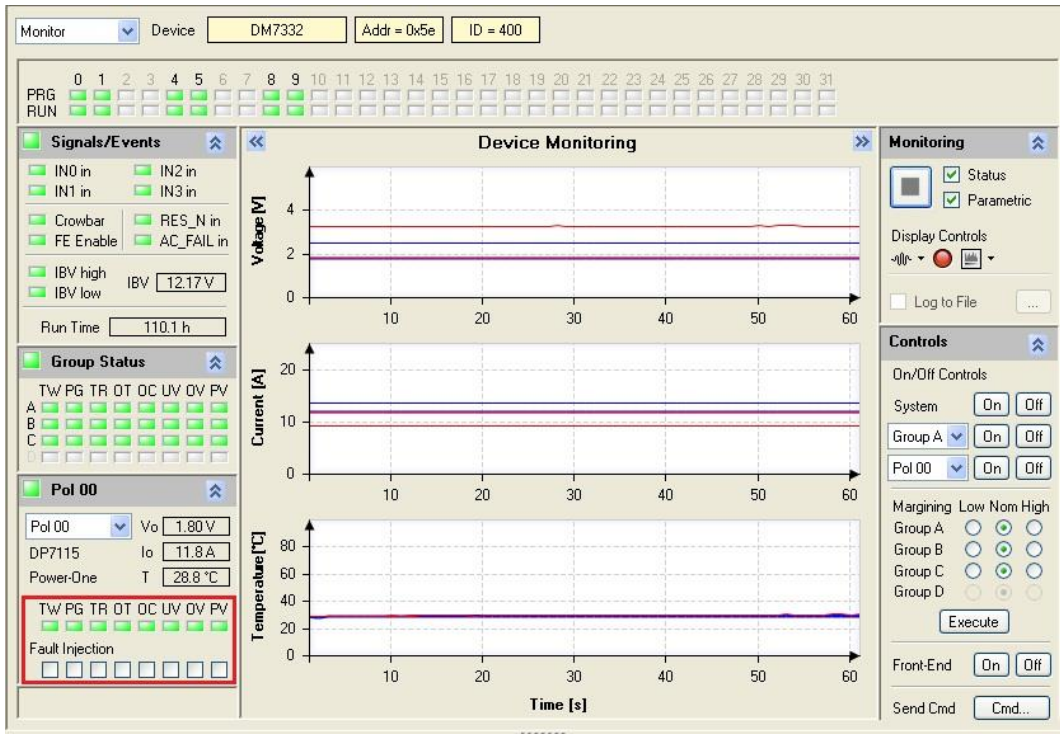 Monitor Device DM7332 Addr = 0x5e ID = 400
0 1 2 3 4 5 6 7 8 9 10 11 12 13 14 15 16 17 18 19 20 21 22 23 24 25 26 27 28 29 30 31
PRG
RUN
Signals/Events
IN0 in IN2 in
IN1 in IN3 in
Crowbar RES_N in
FE Enable AC_FAIL in
IBV high
IBV low
IBV 12.17 V
Run Time 110.1 h
Group Status
TW PG TR OT OC UV OV PV
A
B
C
D
Pol 00
Pol 00 Vo 1.80 V
DP7115 Io 11.8 A
Power-One T 28.8 °C
TW PG TR OT OC UV OV PV
Fault Injection
Device Monitoring
Voltage [V]
4
2
0
10 20 30 40 50 60
Current [A]
20
10
0
10 20 30 40 50 60
Temperature[°C]
80
60
40
20
0
10 20 30 40 50 60
Time [s]
Monitoring
Status
Parametric
Display Controls
Log to File ...
Controls
On/Off Controls
System On Off
Group A On Off
Pol 00 On Off
Margining Low Nom High
Group A
Group B
Group C
Group D
Execute
Front-End On Off
Send Cmd Cmd...